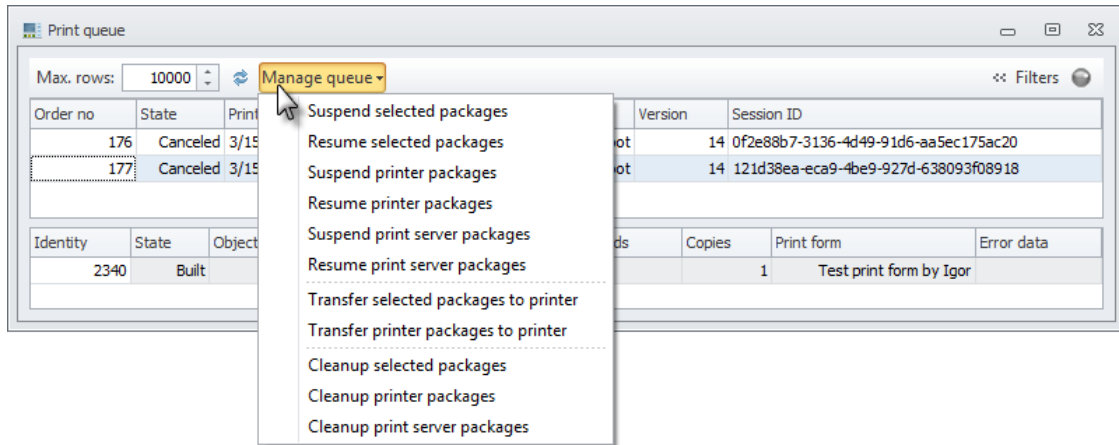 Print queue
Max. rows: 10000 Manage queue Filters
Order no State Print Version Session ID
176 Canceled 3/15 ot 14 0f2e88b7-3136-4d49-91d6-aa5ec175ac20
177 Canceled 3/15 ot 14 121d38ea-eca9-4be9-927d-638093f08918
Suspend selected packages
Resume selected packages
Suspend printer packages
Resume printer packages
Suspend print server packages
Resume print server packages
Transfer selected packages to printer
Transfer printer packages to printer
Cleanup selected packages
Cleanup printer packages
Cleanup print server packages
Identity State Object ds Copies Print form Error data
2340 Built 1 Test print form by Igor